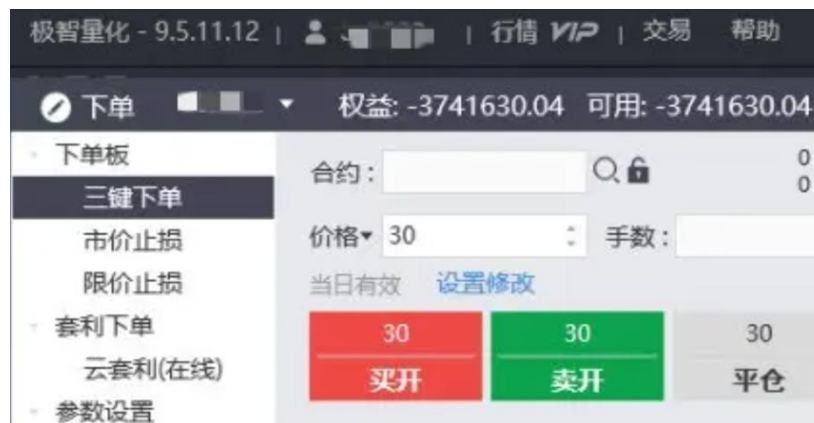 极智量化 - 9.5.11.12 | | 行情 VIP | 交易 帮助
下单 权益: -3741630.04 可用: -3741630.04
下单板
三键下单
市价止损
限价止损
套利下单
云套利(在线)
参数设置
合约：
0
0
价格 30 手数：
当日有效 设置修改
30 30 30
买开 卖开 平仓